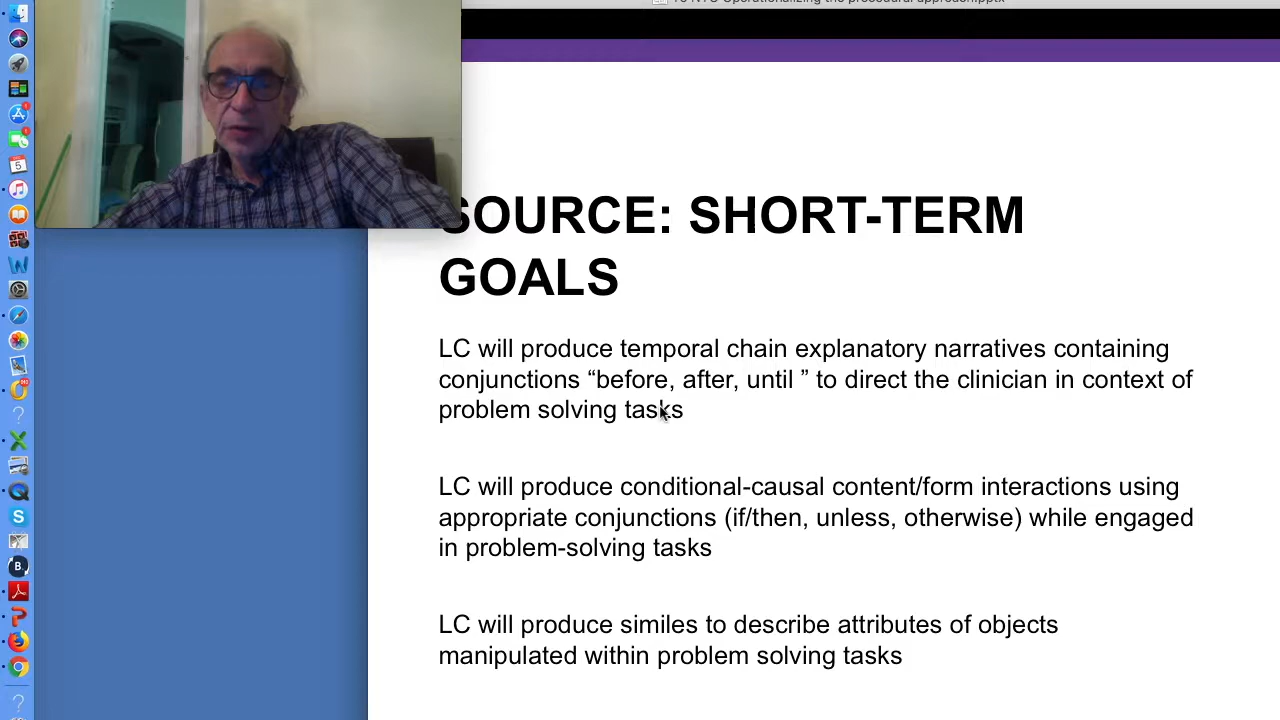 SOURCE: SHORT-TERM
GOALS
LC will produce temporal chain explanatory narratives containing
conjunctions “before, after, until ” to direct the clinician in context of
problem solving tasks
LC will produce conditional-causal content/form interactions using
appropriate conjunctions (if/then, unless, otherwise) while engaged
in problem-solving tasks
LC will produce similes to describe attributes of objects
manipulated within problem solving tasks